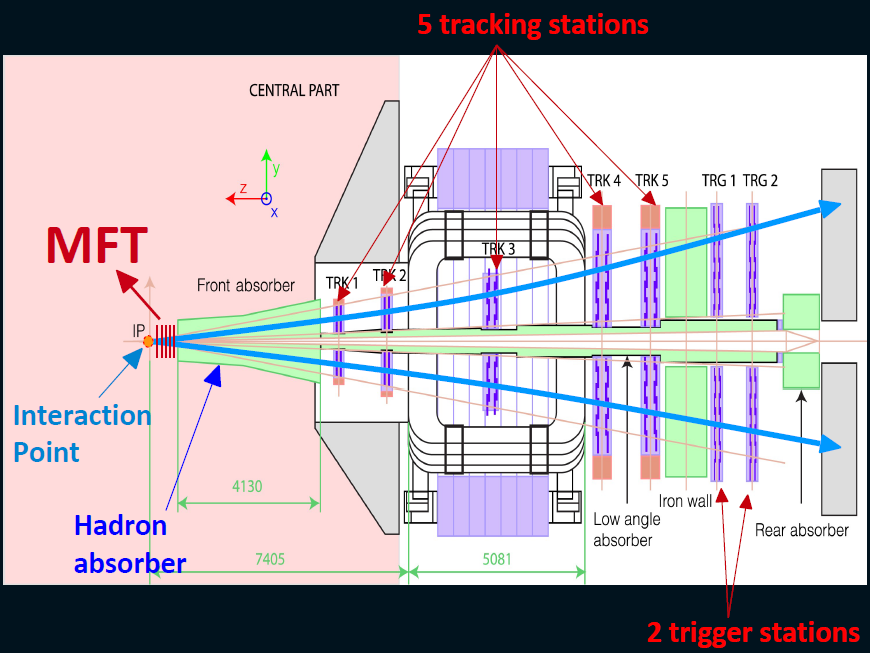 5 tracking stations
CENTRAL PART
y
z
x
TRK 4
TRK 5
TRG 1
TRG 2
MFT
TRK 3
Front absorber
TRK 1
TRK 2
IP
Interaction
Point
4130
Hadron
absorber
Iron wall
Low angle
absorber
Rear absorber
7405
5081
2 trigger stations